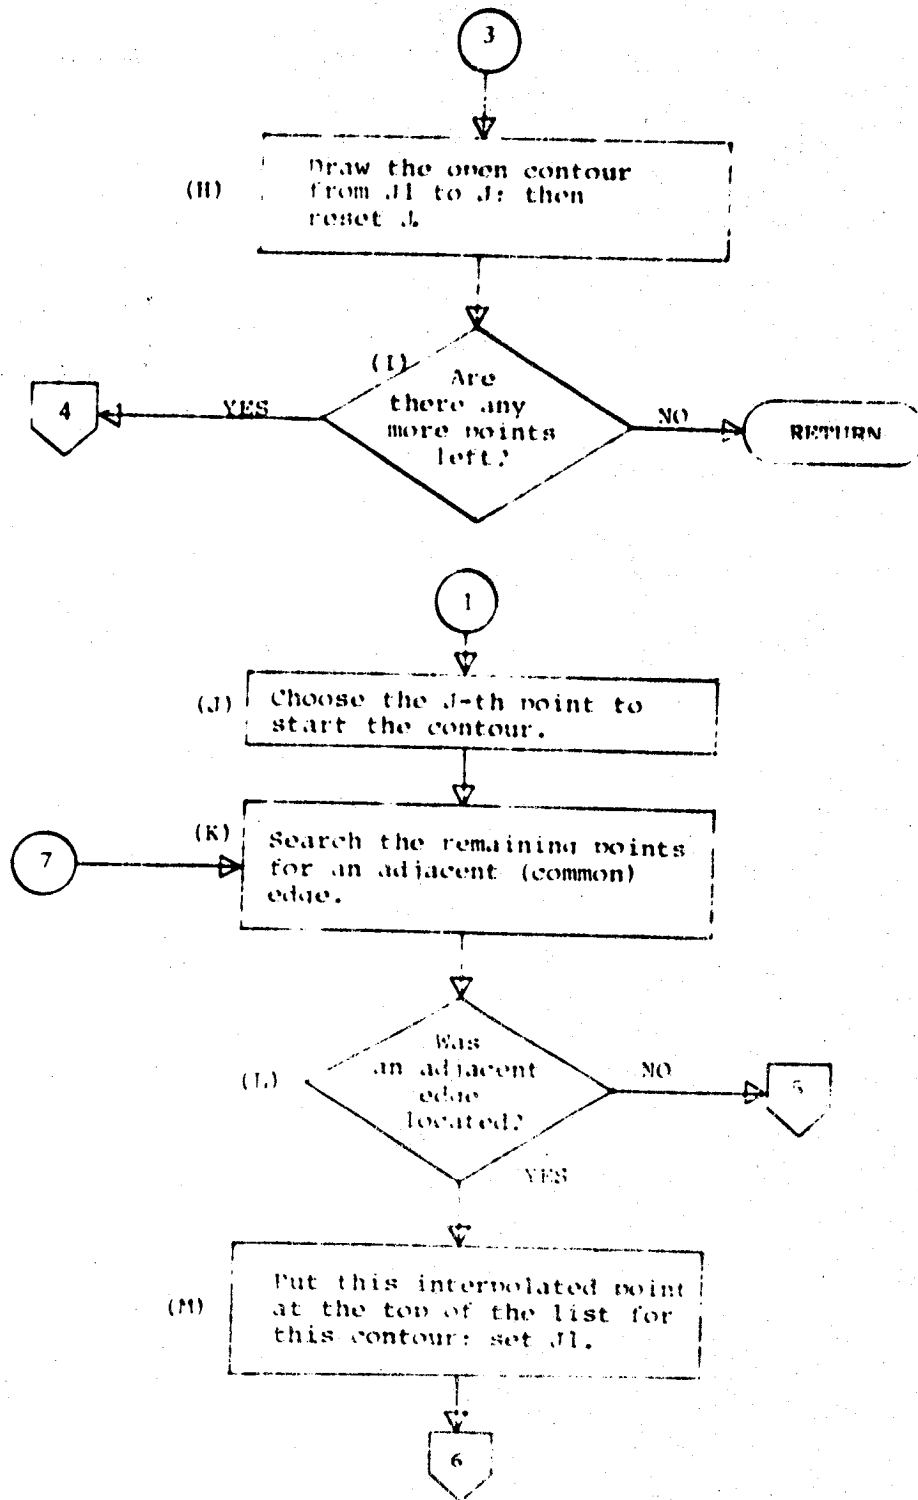 3
(H)
Draw the open contour
from J1 to J; then
reset J.
(I)
Are
there any
more points
left?
4
YES
NO
RETURN
1
(J)
Choose the J-th point to
start the contour.
7
(K)
Search the remaining points
for an adjacent (common)
edge.
(L)
Was
an adjacent
edge
located?
NO
5
YES
(M)
Put this interpolated point
at the top of the list for
this contour; set J1.
6